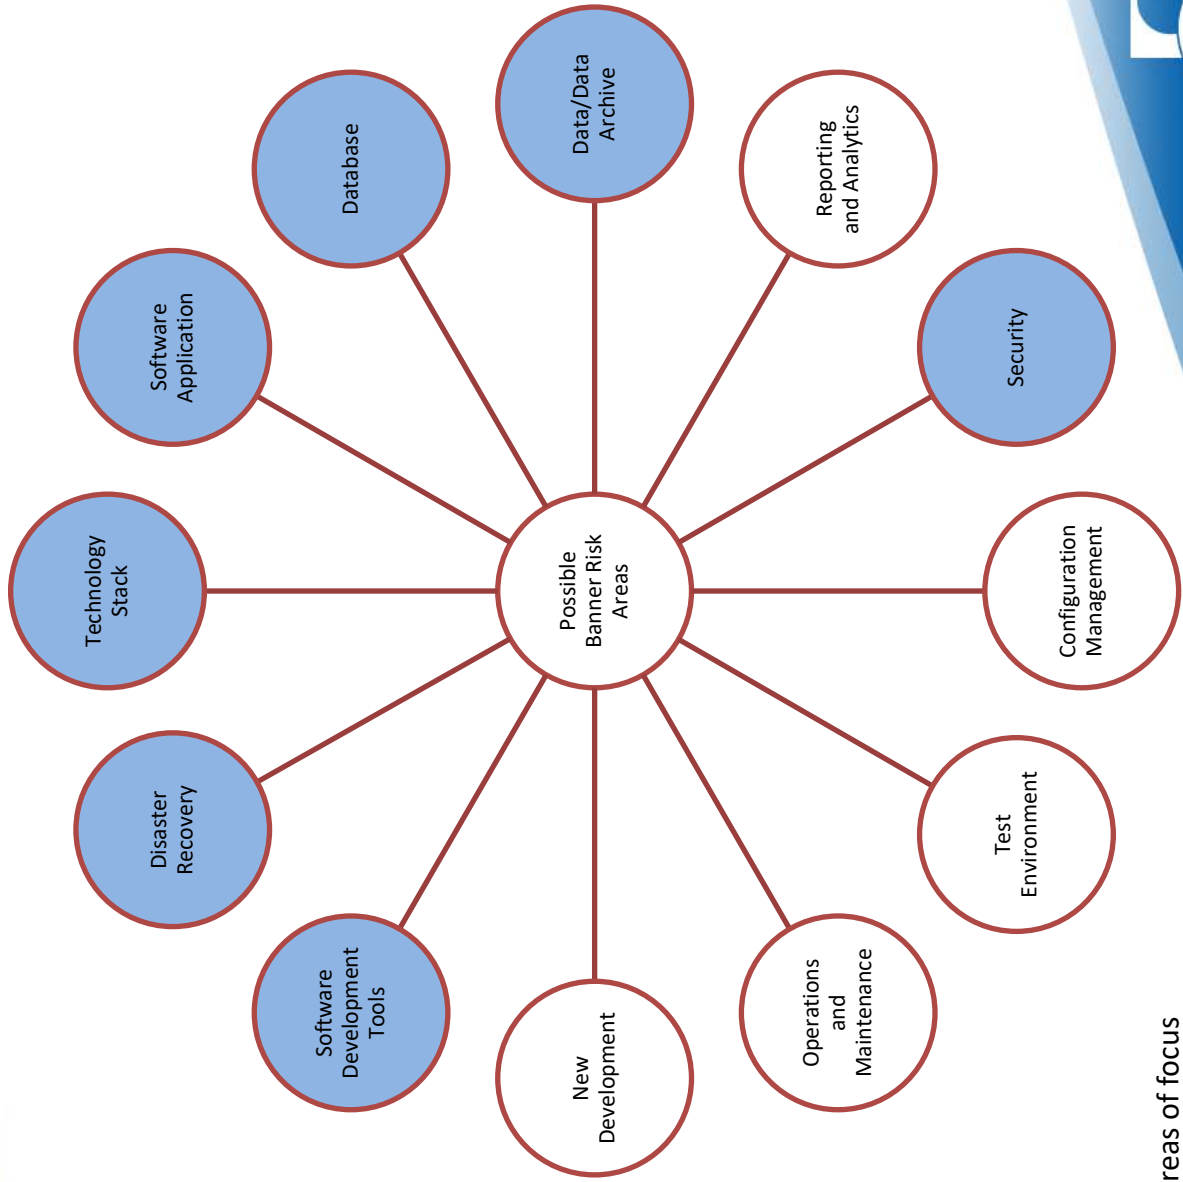 Technology
Stack
Software
Application
Database
Data/Data
Archive
Reporting
and Analytics
Security
Configuration
Management
Test
Environment
Operations
and
Maintenance
New
Development
Software
Development
Tools
Disaster
Recovery
Possible
Banner Risk
Areas
reas of focus